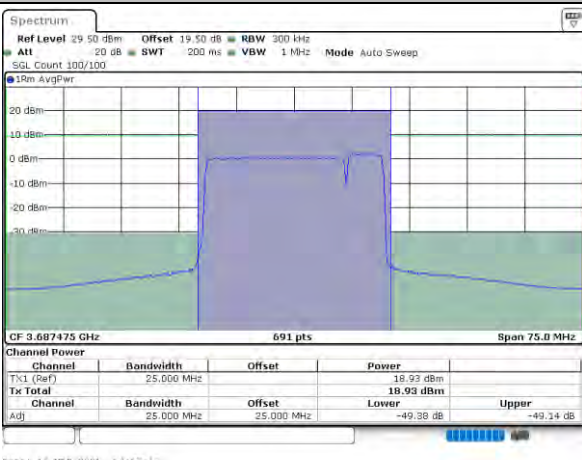 Spectrum
Ref Level 29.50 dBm Offset 19.50 dB RBW 300 kHz
Att 20 dB SWT 200 ms VBW 1 MHz Mode Auto Sweep
SGL Count 100/100
1Rm AvgPwr
20 dBm
10 dBm
0 dBm
-10 dBm
-20 dBm
-30 dBm
CF 3.687475 GHz 691 pts Span 75.0 MHz
Channel Power
Channel Bandwidth Offset Power
TX1 (Ref) 25.000 MHz 18.93 dBm
Tx Total 18.93 dBm
Channel Bandwidth Offset Lower Upper
Adj 25.000 MHz 25.000 MHz -49.38 dB -49.14 dB